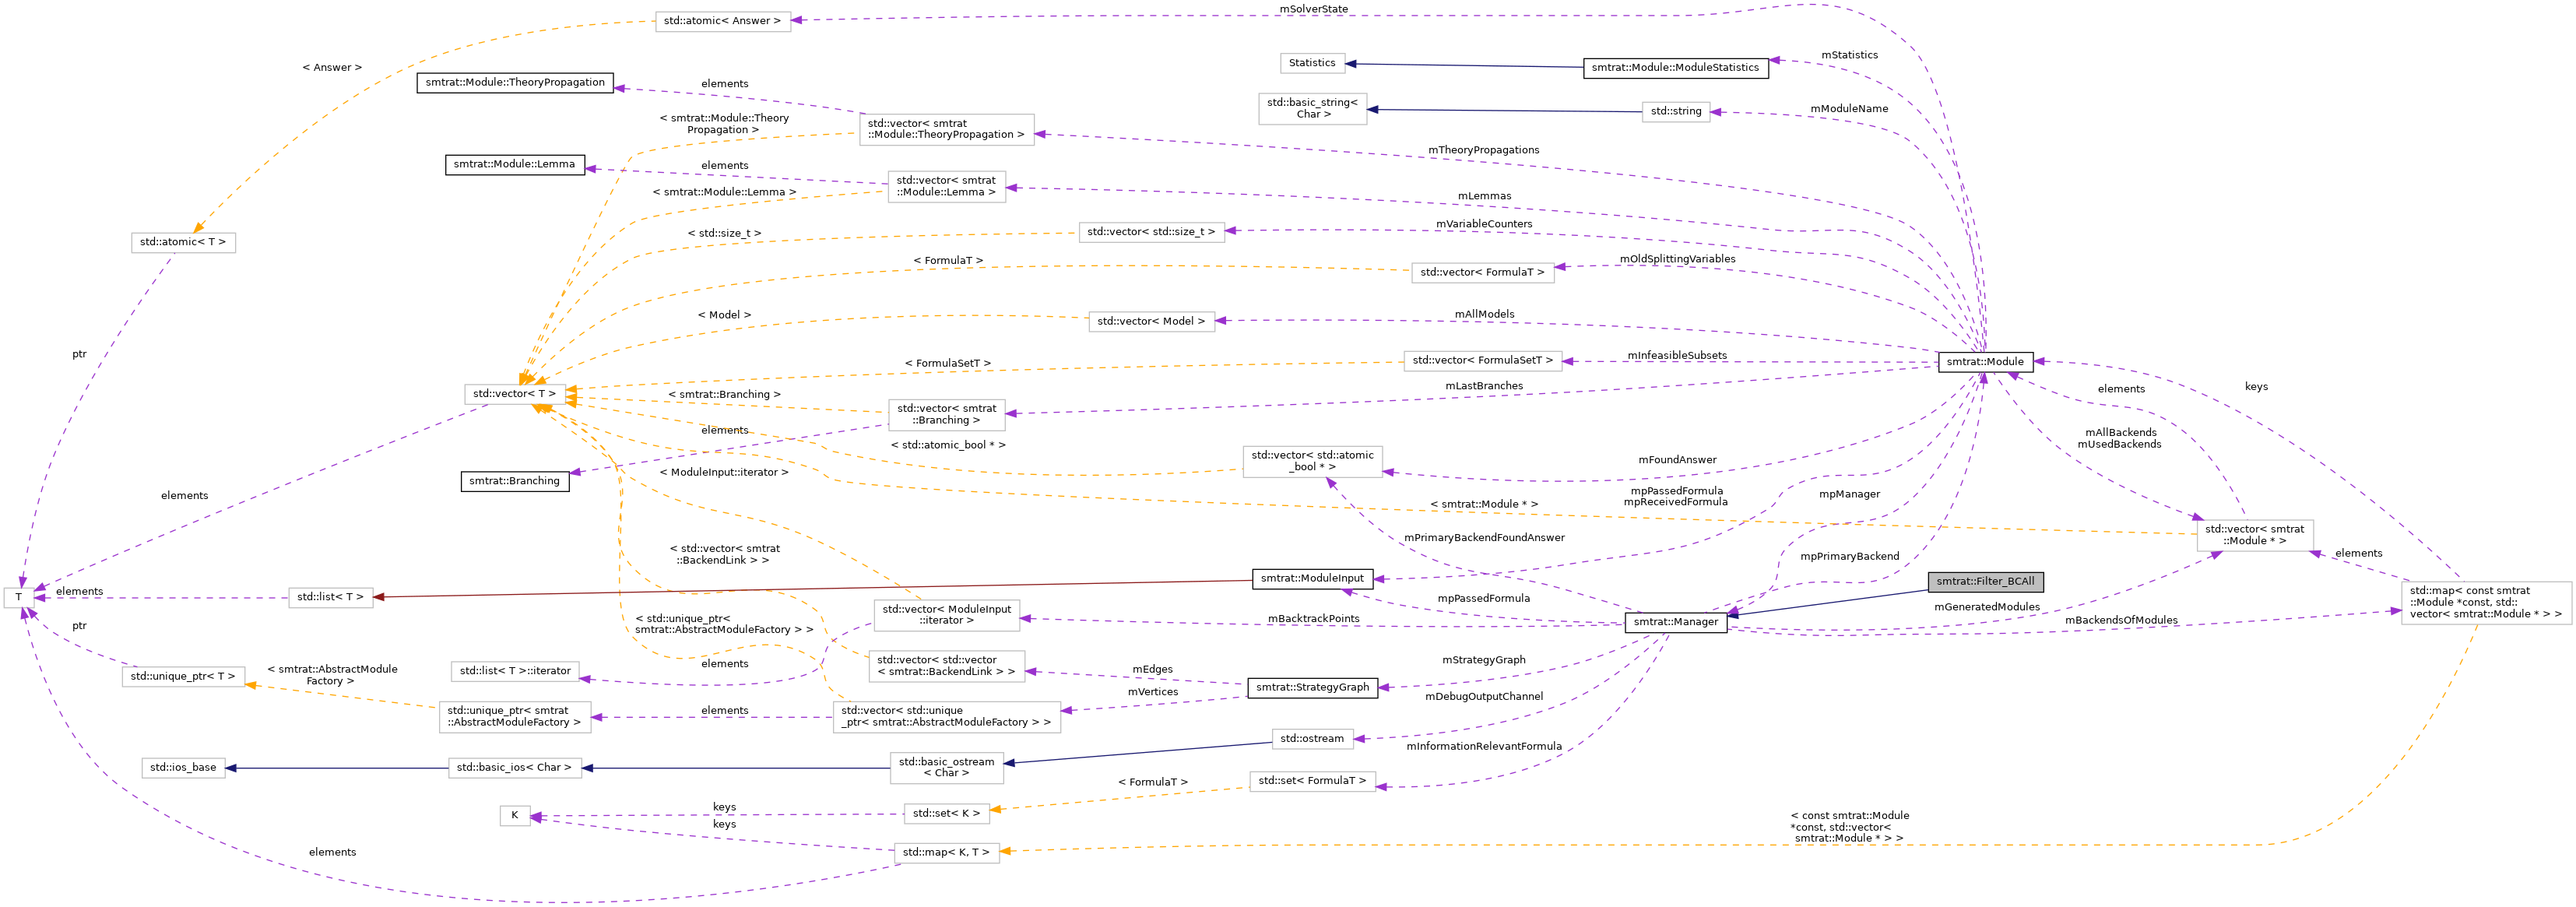 mSolverState
std::atomic< Answer >
mStatistics
Statistics
smtrat::Module::ModuleStatistics
< Answer >
smtrat::Module::TheoryPropagation
elements
std::basic_string<
Char >
std::string
mModuleName
< smtrat::Module::Theory
Propagation >
std::vector< smtrat
::Module::TheoryPropagation >
mTheoryPropagations
smtrat::Module::Lemma
elements
std::vector< smtrat
::Module::Lemma >
< smtrat::Module::Lemma >
mLemmas
mVariableCounters
< std::size_t >
std::vector< std::size_t >
std::atomic< T >
< FormulaT >
mOldSplittingVariables
std::vector< FormulaT >
< Model >
std::vector< Model >
mAllModels
ptr
< FormulaSetT >
std::vector< FormulaSetT >
mInfeasibleSubsets
smtrat::Module
std::vector< T >
< smtrat::Branching >
mLastBranches
elements
keys
std::vector< smtrat
::Branching >
elements
< std::atomic_bool * >
mAllBackends
mUsedBackends
smtrat::Branching
< ModuleInput::iterator >
std::vector< std::atomic
_bool * >
mFoundAnswer
elements
mpPassedFormula
mpReceivedFormula
mpManager
< smtrat::Module * >
std::vector< smtrat
::Module * >
< std::vector< smtrat
::BackendLink > >
mPrimaryBackendFoundAnswer
mpPrimaryBackend
elements
smtrat::ModuleInput
smtrat::Filter_BCAll
T
elements
std::list< T >
mpPassedFormula
mGeneratedModules
std::map< const smtrat
::Module *const, std::
vector< smtrat::Module * > >
ptr
< std::unique_ptr<
smtrat::AbstractModuleFactory > >
std::vector< ModuleInput
::iterator >
mBacktrackPoints
smtrat::Manager
mBackendsOfModules
std::unique_ptr< T >
< smtrat::AbstractModule
Factory >
std::list< T >::iterator
elements
std::vector< std::vector
< smtrat::BackendLink > >
mEdges
mStrategyGraph
smtrat::StrategyGraph
mVertices
mDebugOutputChannel
std::unique_ptr< smtrat
::AbstractModuleFactory >
elements
std::vector< std::unique
_ptr< smtrat::AbstractModuleFactory > >
std::ostream
mInformationRelevantFormula
std::ios_base
std::basic_ios< Char >
std::basic_ostream
< Char >
< FormulaT >
std::set< FormulaT >
K
keys
std::set< K >
keys
< const smtrat::Module
*const, std::vector<
smtrat::Module * > >
elements
std::map< K, T >